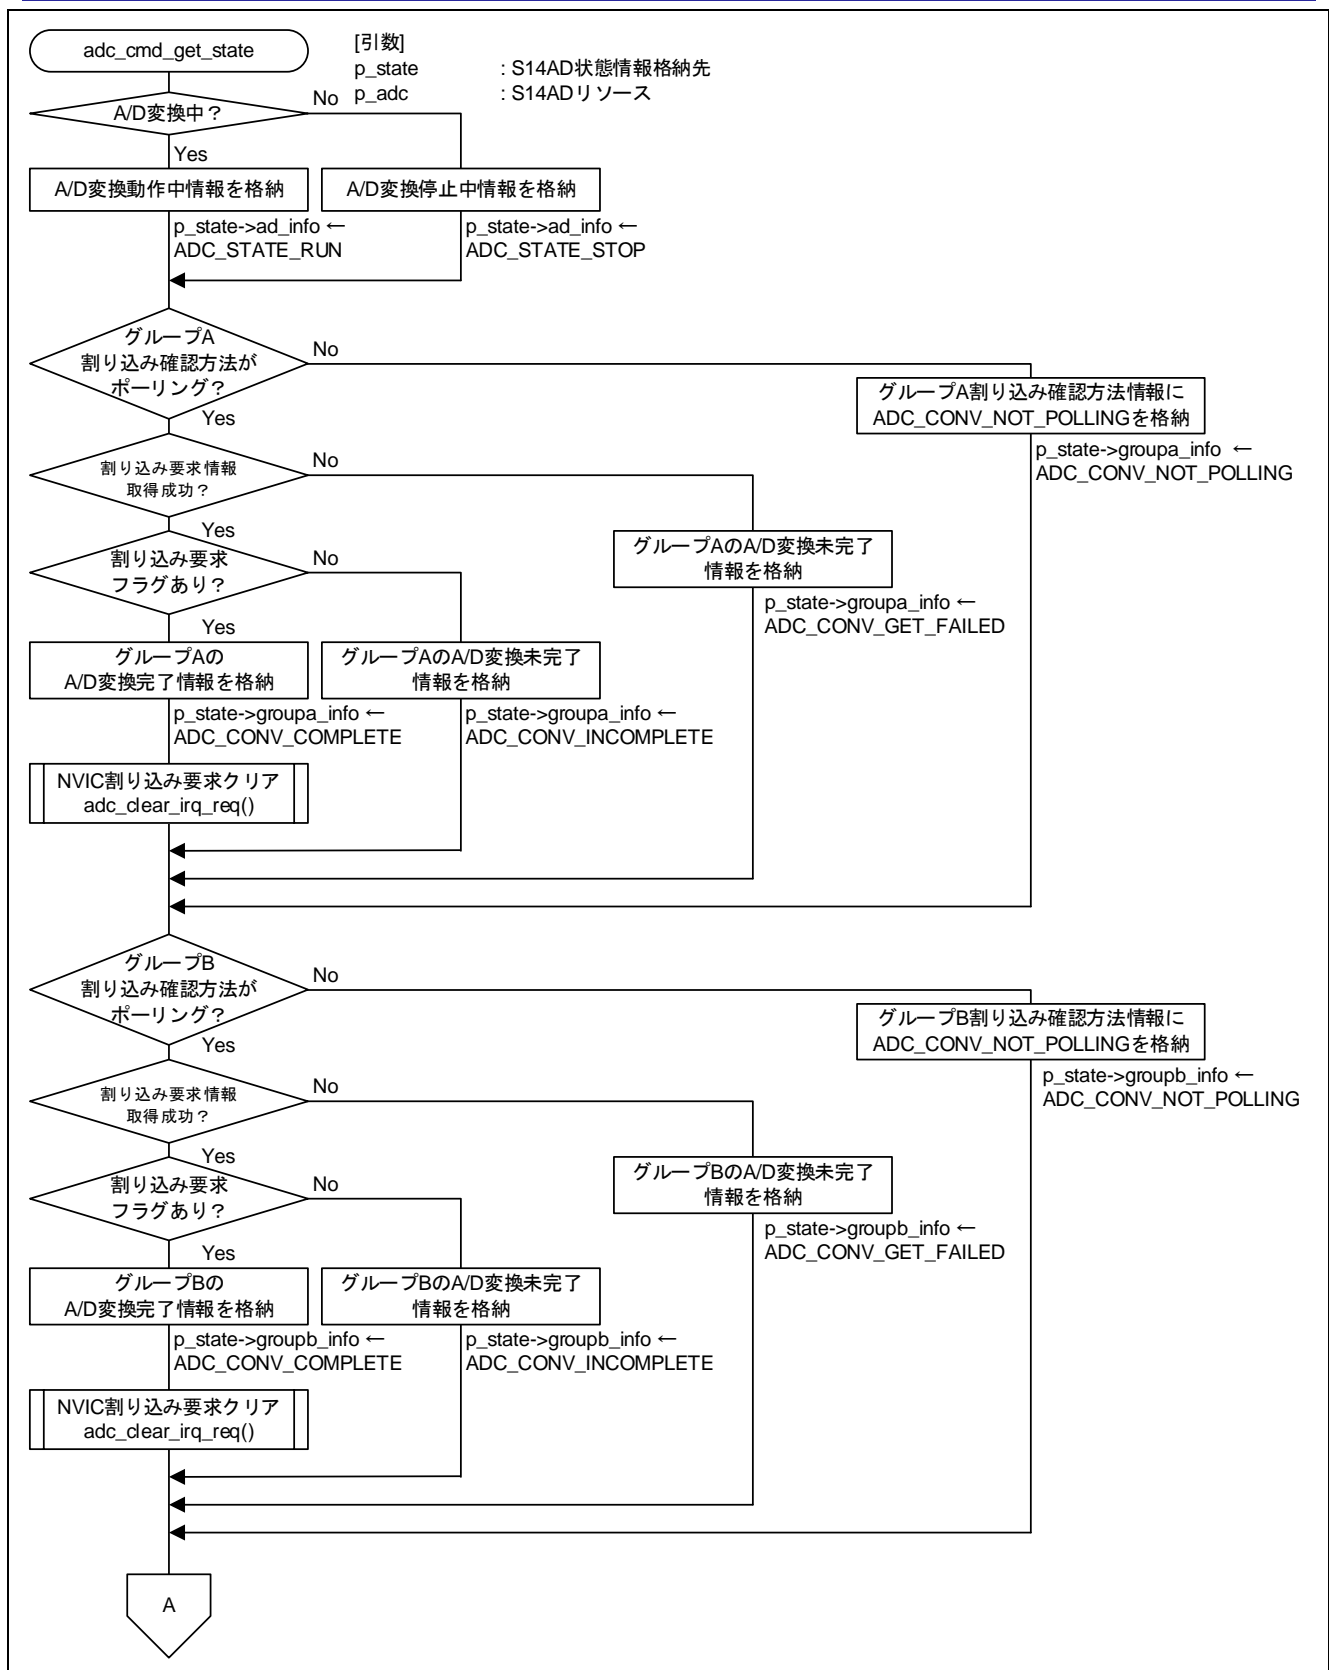 adc_cmd_get_state
[引数]
p_state : S14AD状態情報格納先
p_adc : S14ADリソース
A/D変換中？
No
Yes
A/D変換動作中情報を格納
A/D変換停止中情報を格納
p_state->ad_info ←
ADC_STATE_RUN
p_state->ad_info ←
ADC_STATE_STOP
グループA
割り込み確認方法が
ポーリング？
No
Yes
グループA割り込み確認方法情報に
ADC_CONV_NOT_POLLINGを格納
p_state->groupa_info ←
ADC_CONV_NOT_POLLING
割り込み要求情報
取得成功？
No
Yes
グループAのA/D変換未完了
情報を格納
p_state->groupa_info ←
ADC_CONV_GET_FAILED
割り込み要求
フラグあり？
No
Yes
グループAの
A/D変換完了情報を格納
グループAのA/D変換未完了
情報を格納
p_state->groupa_info ←
ADC_CONV_COMPLETE
p_state->groupa_info ←
ADC_CONV_INCOMPLETE
NVIC割り込み要求クリア
adc_clear_irq_req()
グループB
割り込み確認方法が
ポーリング？
No
Yes
グループB割り込み確認方法情報に
ADC_CONV_NOT_POLLINGを格納
p_state->groupb_info ←
ADC_CONV_NOT_POLLING
割り込み要求情報
取得成功？
No
Yes
グループBのA/D変換未完了
情報を格納
p_state->groupb_info ←
ADC_CONV_GET_FAILED
割り込み要求
フラグあり？
No
Yes
グループBの
A/D変換完了情報を格納
グループBのA/D変換未完了
情報を格納
p_state->groupb_info ←
ADC_CONV_COMPLETE
p_state->groupb_info ←
ADC_CONV_INCOMPLETE
NVIC割り込み要求クリア
adc_clear_irq_req()
A